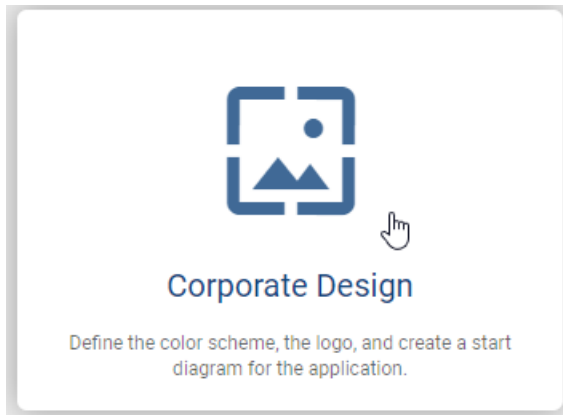 Corporate Design
Define the color scheme, the logo, and create a start
diagram for the application.